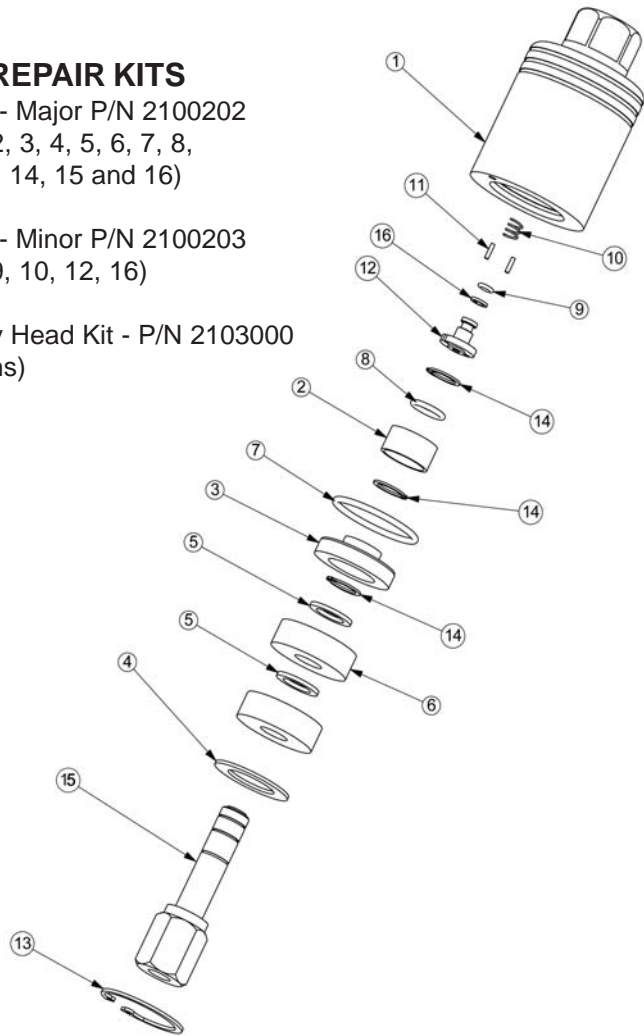 REPAIR KITS
- Major P/N 2100202
2, 3, 4, 5, 6, 7, 8,
14, 15 and 16)
- Minor P/N 2100203
9, 10, 12, 16)
Head Kit - P/N 2103000
1
11
10
16
9
12
8
14
2
7
14
3
5
14
5
6
4
15
13